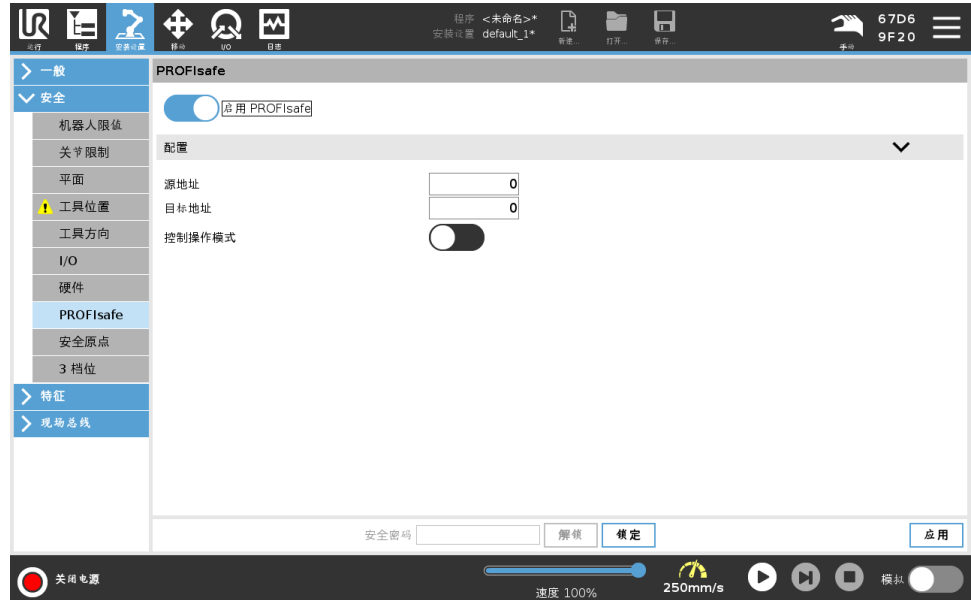 UR
运行
程序
安装设置
移动
I/O
日志
程序 <未命名>*
安装设置 default_1*
新建...
打开...
保存...
手动
67D6
9F20
一般
安全
机器人限值
关节限制
平面
工具位置
工具方向
I/O
硬件
PROFIsafe
安全原点
3 档位
特征
现场总线
PROFIsafe
启用 PROFIsafe
配置
源地址 0
目标地址 0
控制操作模式
安全密码 解锁 锁定 应用
关闭电源
速度 100%
250mm/s
模拟